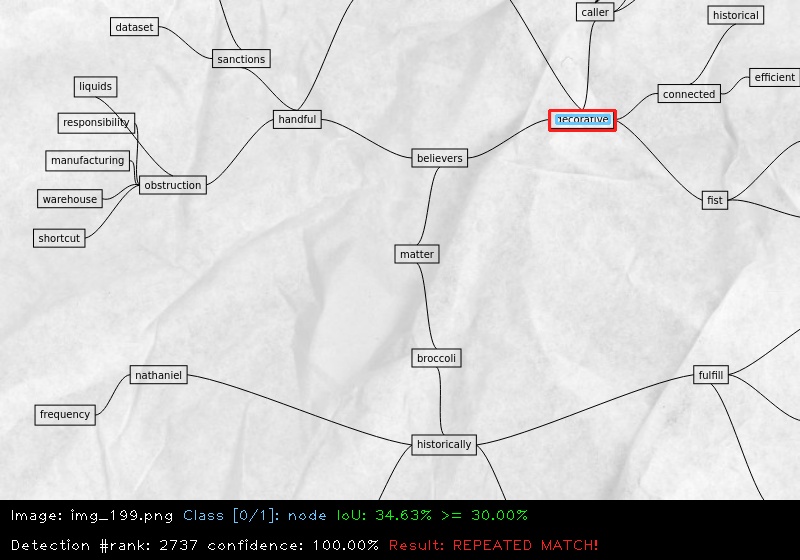 caller
historical
dataset
sanctions
efficient
liquids
connected
responsibility
handful
decorative
believers
manufacturing
obstruction
warehouse
fist
shortcut
matter
broccoli
nathaniel
fulfill
frequency
historically
Image: img_199.png Class [0/1]: node IoU: 34.63% >= 30.00%
Detection #rank: 2737 confidence: 100.00% Result: REPEATED MATCH!